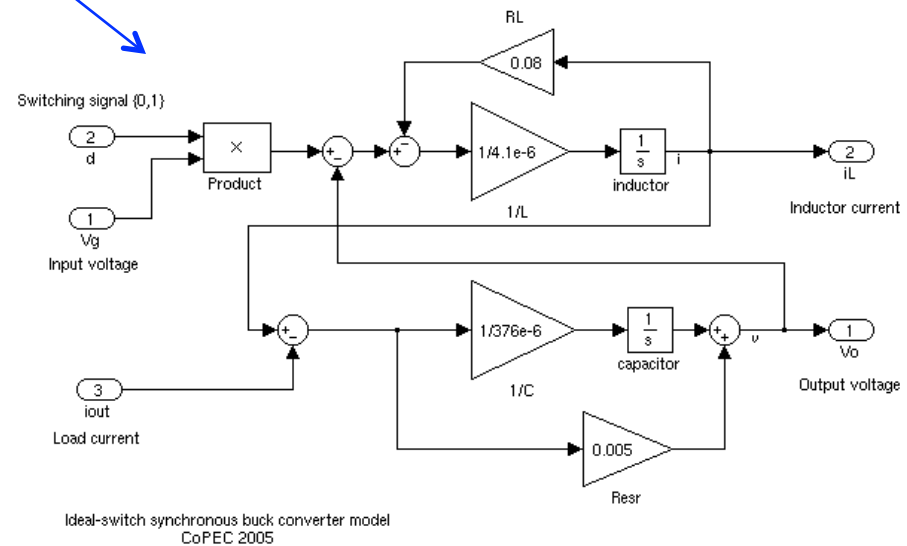 RL
0.08
Switching signal {0,1}
2
d
×
Product
+
−
+
−
1/4.1e-6
1/L
1
s
inductor
i
2
iL
Inductor current
1
Vg
Input voltage
+
−
1/376e-6
1/C
1
s
capacitor
+
+
υ
1
Vo
Output voltage
3
iout
Load current
0.005
Resr
Ideal-switch synchronous buck converter model
CoPEC 2005